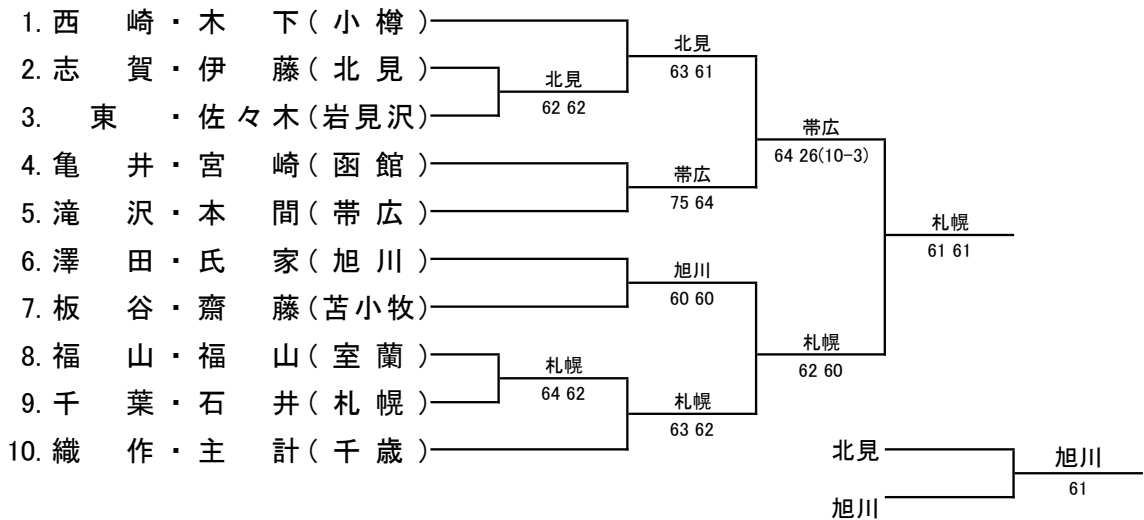 1. 西崎・木下(小樽)
北見
2. 志賀・伊藤(北見)
63 61
北見
3. 東・佐々木(岩見沢)
62 62
帯広
4. 亀井・宮崎(函館)
64 26(10-3)
帯広
5. 滝沢・本間(帯広)
75 64
札幌
6. 澤田・氏家(旭川)
61 61
旭川
7. 板谷・齋藤(苫小牧)
60 60
8. 福山・福山(室蘭)
札幌
札幌
62 60
9. 千葉・石井(札幌)
64 62
札幌
63 62
10. 織作・主計(千歳)
北見
旭川
61
旭川